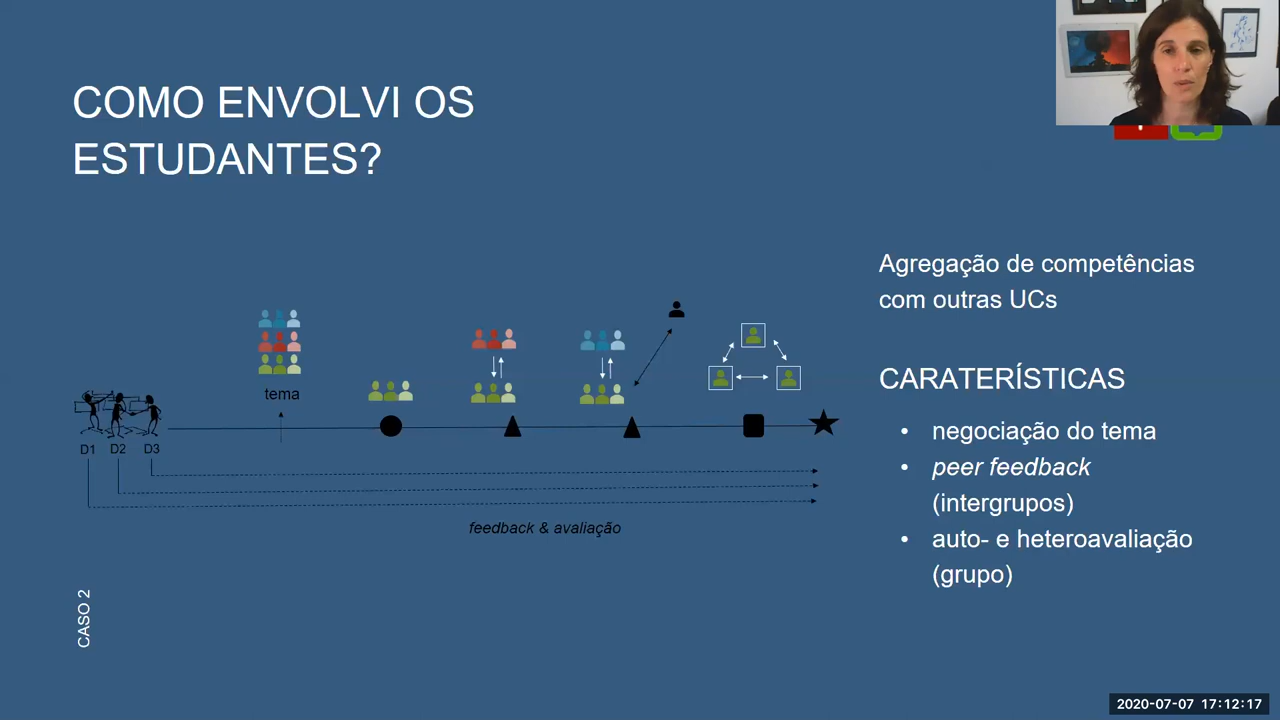 COMO ENVOLVI OS
ESTUDANTES?
Agregação de competências
com outras UCs
CARATERÍSTICAS
• negociação do tema
• peer feedback
(intergrupos)
• auto- e heteroavaliação
(grupo)
tema
D1 D2 D3
feedback & avaliação
CASO 2
2020-07-07 17:12:17